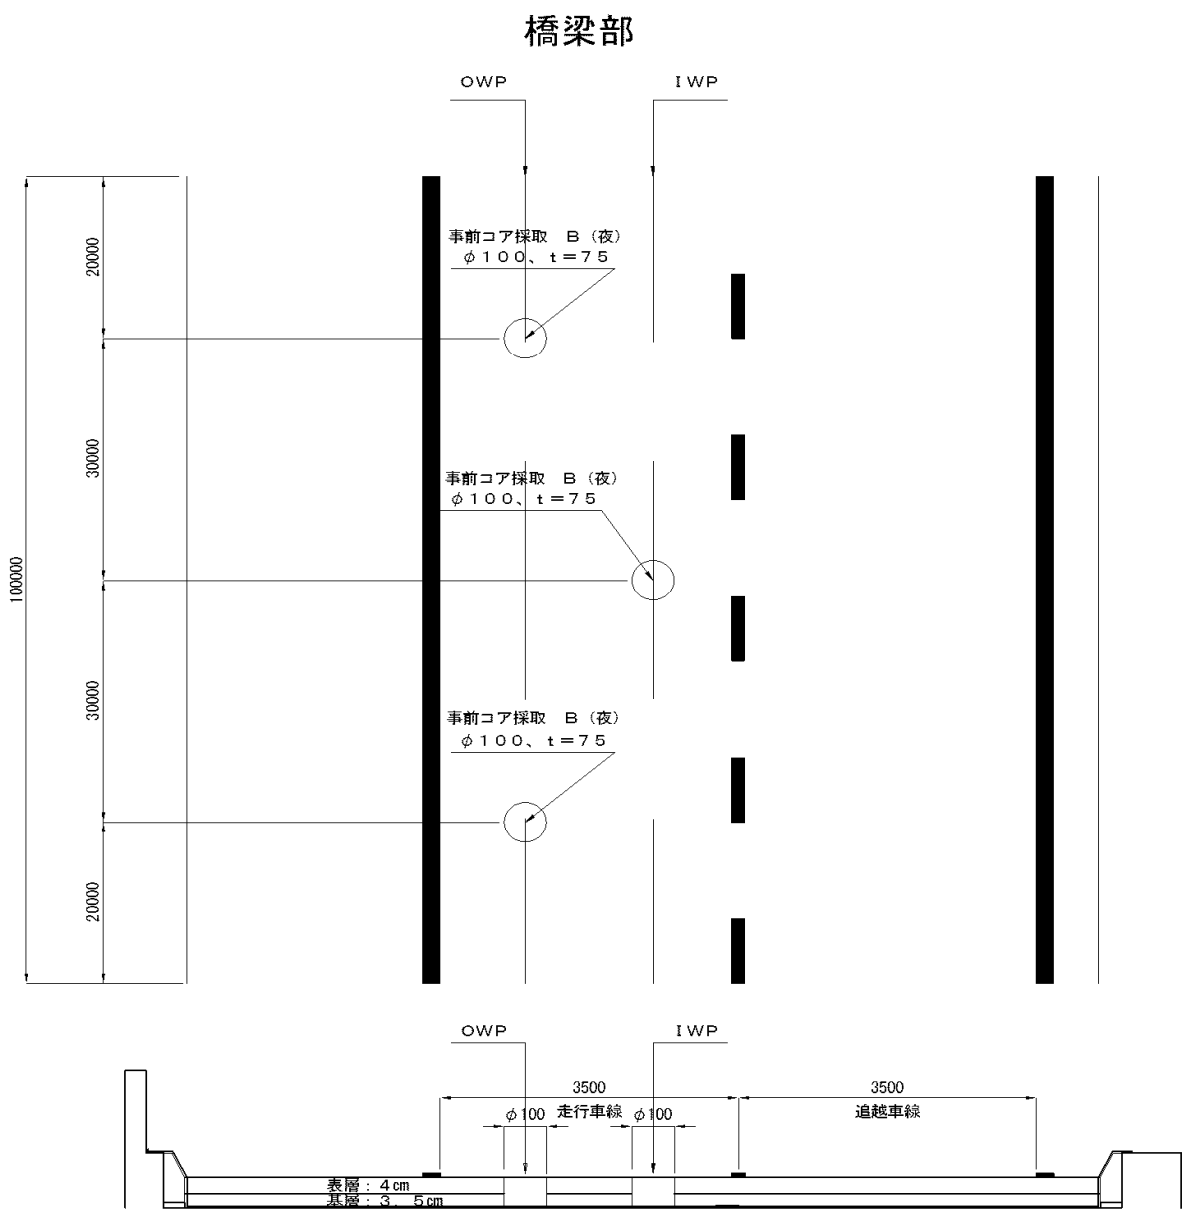 橋梁部
OWP
IWP
20000
事前コア採取 B(夜)
φ100、t=75
30000
事前コア採取 B(夜)
φ100、t=75
100000
30000
事前コア採取 B(夜)
φ100、t=75
20000
OWP
IWP
3500
3500
φ100
走行車線
φ100
追越車線
表層:4cm
基層:3.5cm